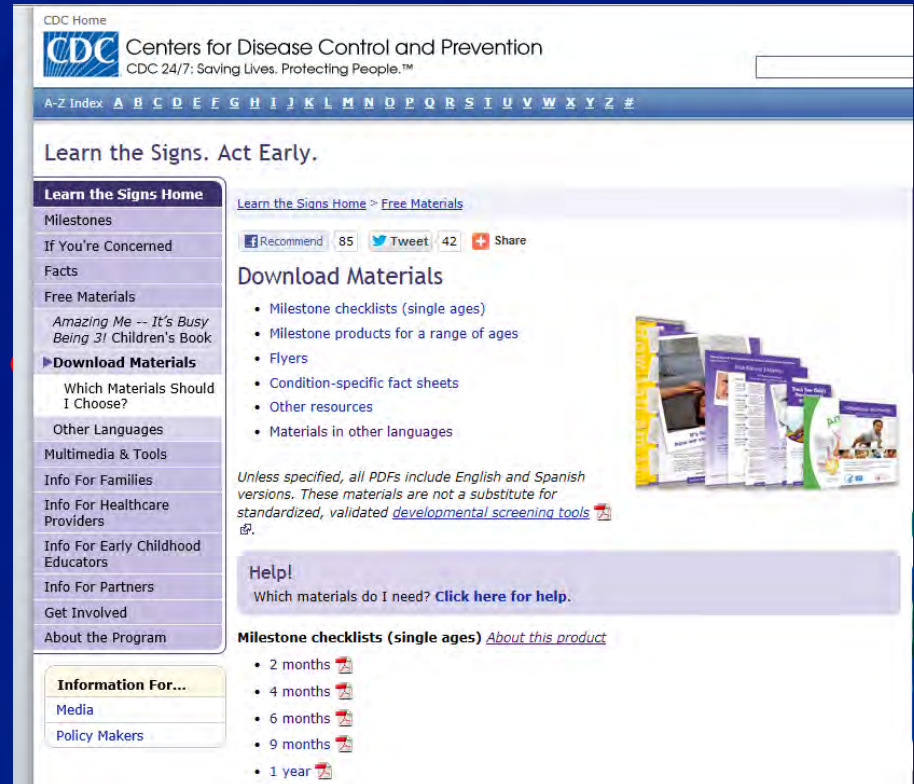 CDC Home
CDC Centers for Disease Control and Prevention
CDC 24/7: Saving Lives. Protecting People.™
A-Z Index A B C D E F G H I J K L M N O P Q R S T U V W X Y Z #
Learn the Signs. Act Early.
Learn the Signs Home
Milestones
If You're Concerned
Facts
Free Materials
Amazing Me -- It's Busy
Being 3! Children's Book
Download Materials
Which Materials Should
I Choose?
Other Languages
Multimedia & Tools
Info For Families
Info For Healthcare
Providers
Info For Early Childhood
Educators
Info For Partners
Get Involved
About the Program
Information For...
Media
Policy Makers
Learn the Signs Home > Free Materials
Recommend 85 Tweet 42 Share
Download Materials
• Milestone checklists (single ages)
• Milestone products for a range of ages
• Flyers
• Condition-specific fact sheets
• Other resources
• Materials in other languages
Unless specified, all PDFs include English and Spanish
versions. These materials are not a substitute for
standardized, validated developmental screening tools
.
Help!
Which materials do I need? Click here for help.
Milestone checklists (single ages) About this product
• 2 months
• 4 months
• 6 months
• 9 months
• 1 year